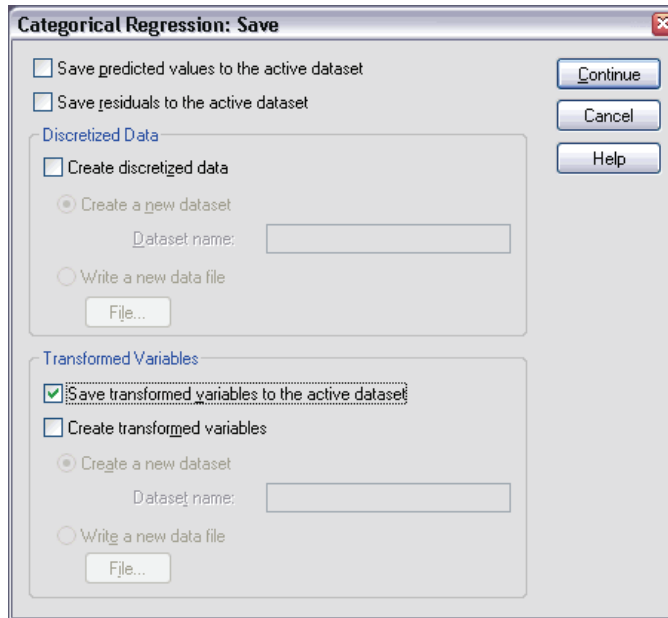 Categorical Regression: Save
Save predicted values to the active dataset
Save residuals to the active dataset
Continue
Cancel
Help
Discretized Data
Create discretized data
Create a new dataset
Dataset name:
Write a new data file
File...
Transformed Variables
Save transformed variables to the active dataset
Create transformed variables
Create a new dataset
Dataset name:
Write a new data file
File...